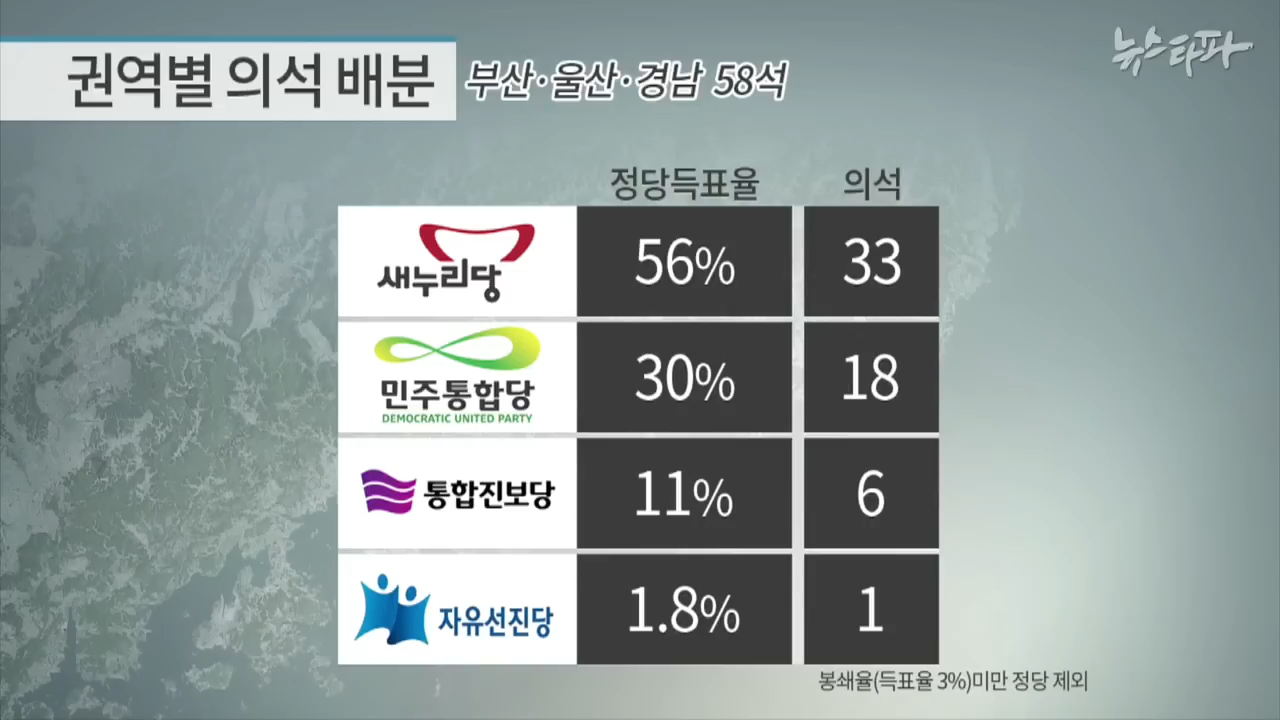 뉴스타파
권역별 의석 배분 부산·울산·경남 58석
정당득표율 의석
새누리당 56% 33
민주통합당 30% 18
DEMOCRATIC UNITED PARTY
통합진보당 11% 6
자유선진당 1.8% 1
봉쇄율(득표율 3%)미만 정당 제외